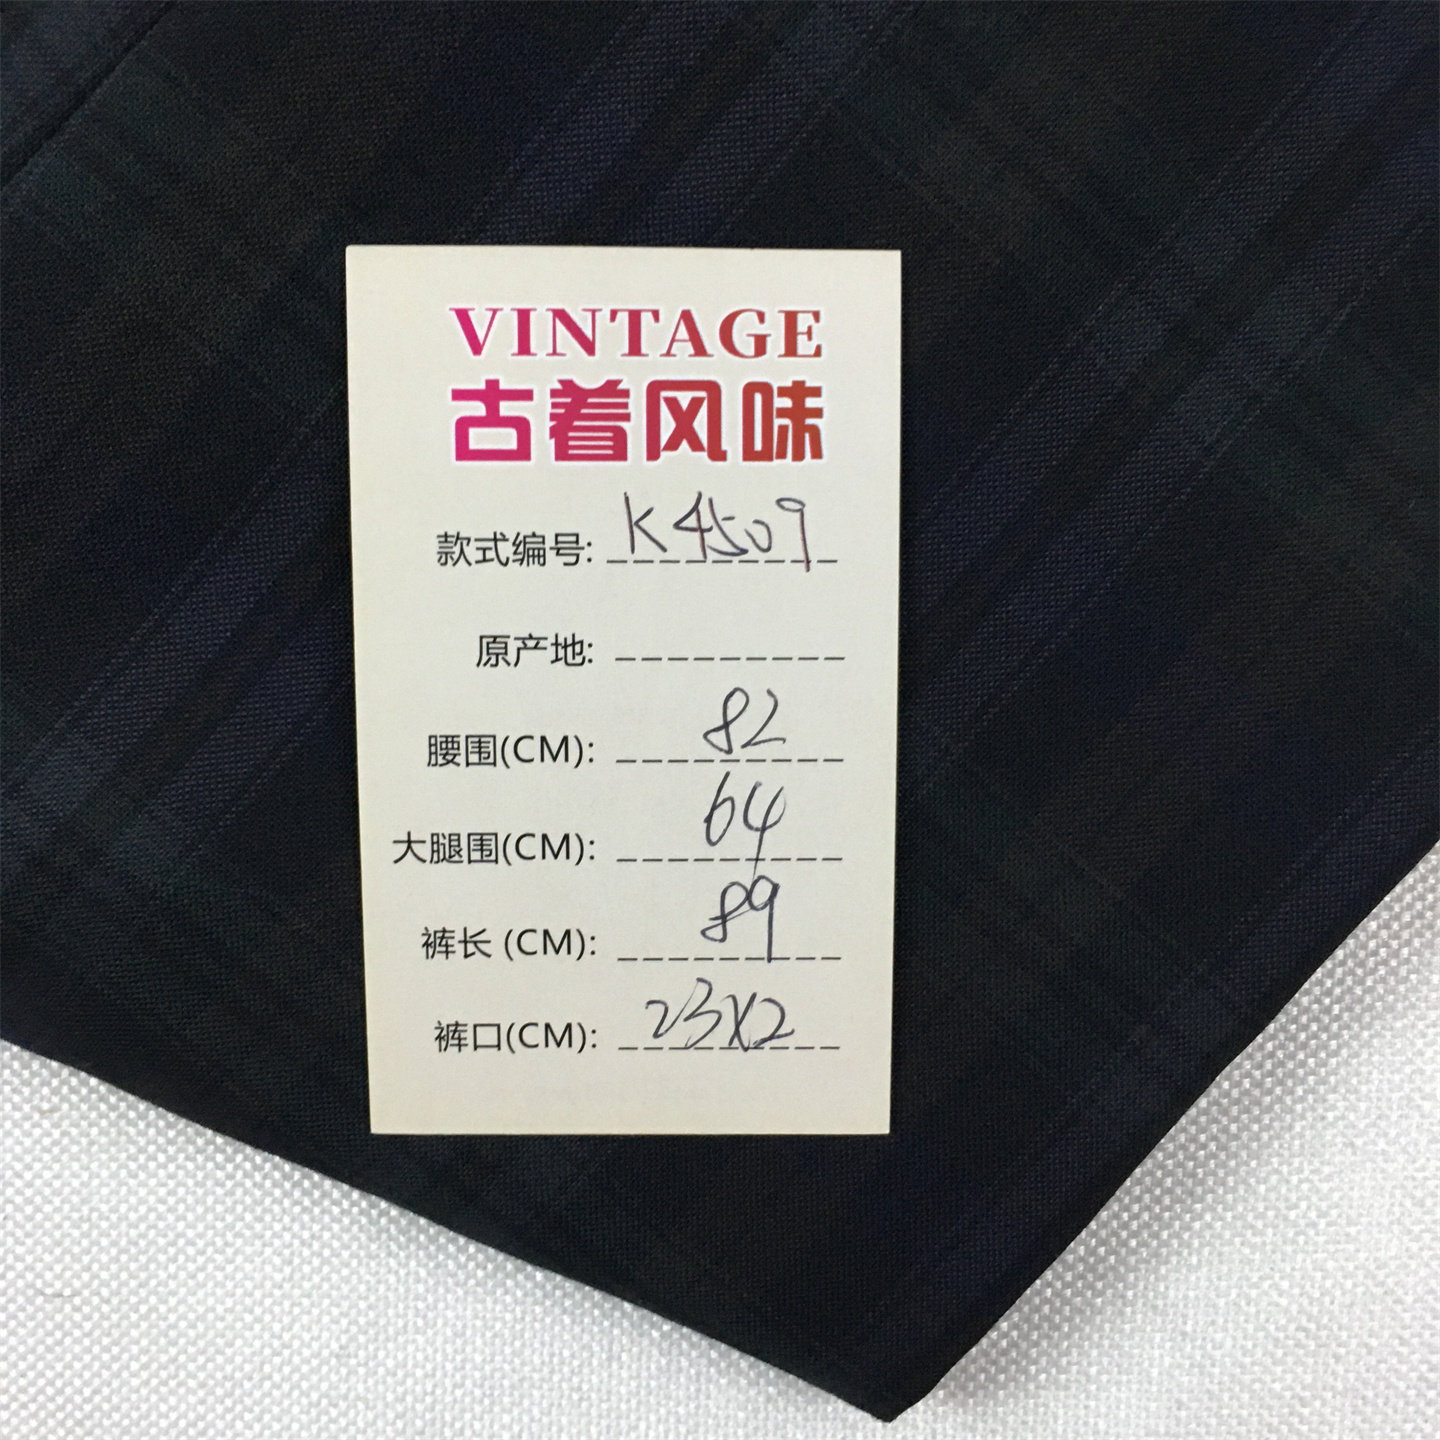 VINTAGE
古着风味
款式编号: K4509
原产地:
腰围(CM): 82
大腿围(CM): 64
裤长 (CM): 89
裤口(CM): 23X2